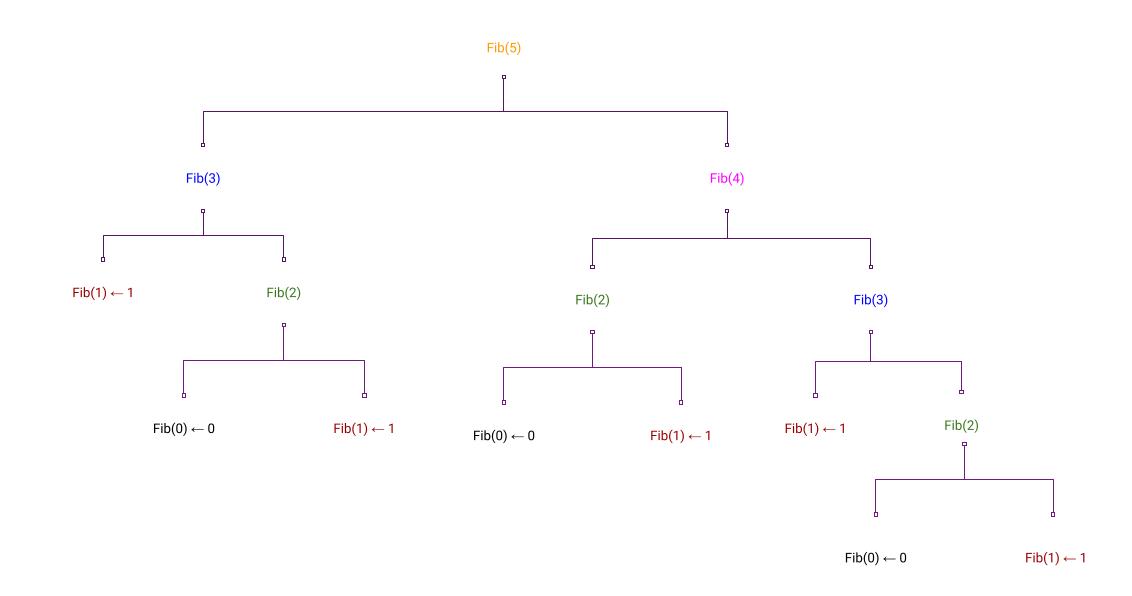 Fib(5)
Fib(3)
Fib(4)
Fib(1) ← 1
Fib(2)
Fib(2)
Fib(3)
Fib(0) ← 0
Fib(1) ← 1
Fib(0) ← 0
Fib(1) ← 1
Fib(1) ← 1
Fib(2)
Fib(0) ← 0
Fib(1) ← 1